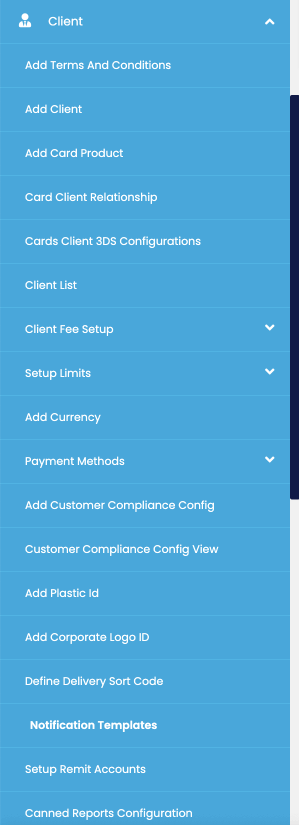 Client
Add Terms And Conditions
Add Client
Add Card Product
Card Client Relationship
Cards Client 3DS Configurations
Client List
Client Fee Setup
Setup Limits
Add Currency
Payment Methods
Add Customer Compliance Config
Customer Compliance Config View
Add Plastic Id
Add Corporate Logo ID
Define Delivery Sort Code
Notification Templates
Setup Remit Accounts
Canned Reports Configuration